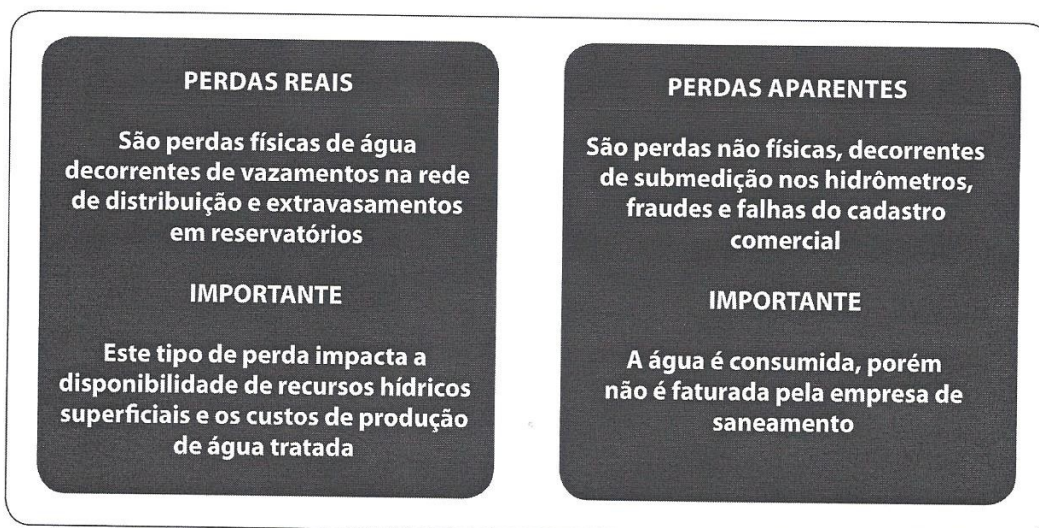 PERDAS REAIS
São perdas físicas de água
decorrentes de vazamentos na rede
de distribuição e extravasamentos
em reservatórios
IMPORTANTE
Este tipo de perda impacta a
disponibilidade de recursos hídricos
superficiais e os custos de produção
de água tratada
PERDAS APARENTES
São perdas não físicas, decorrentes
de submedição nos hidrômetros,
fraudes e falhas do cadastro
comercial
IMPORTANTE
A água é consumida, porém
não é faturada pela empresa de
saneamento